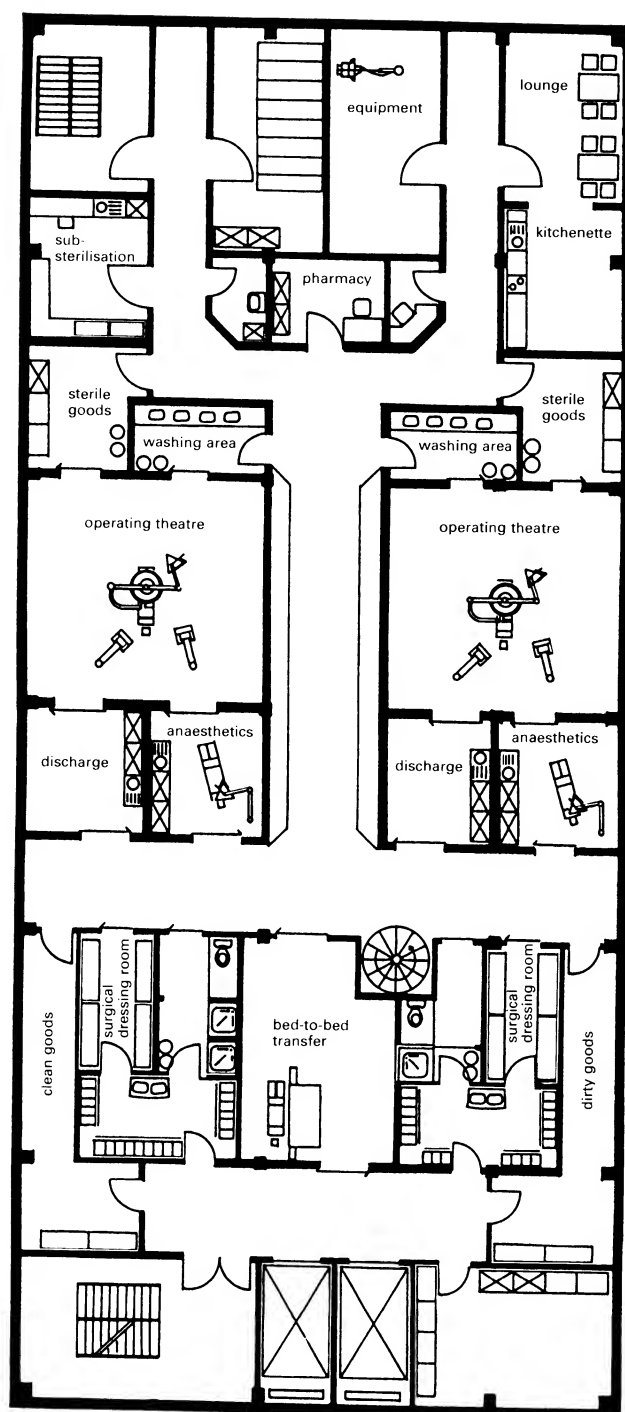 lounge
equipment
kitchenette
sub-
sterilisation
pharmacy
sterile
goods
washing area
washing area
sterile
goods
operating theatre
operating theatre
discharge
anaesthetics
discharge
anaesthetics
clean goods
surgical
dressing room
bed-to-bed
transfer
surgical
dressing room
dirty goods